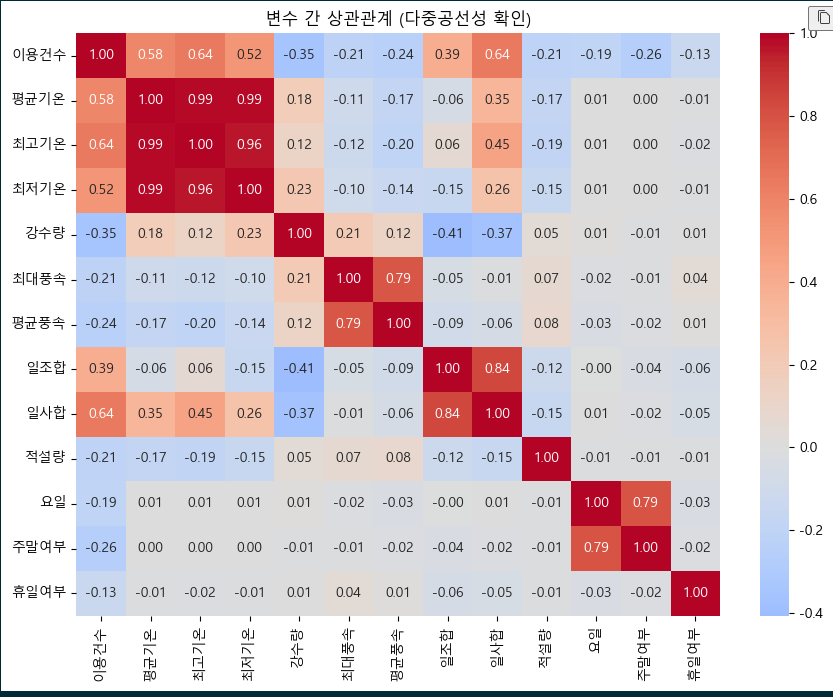 변수 간 상관관계 (다중공선성 확인)
이용건수 1.00 0.58 0.64 0.52 -0.35 -0.21 -0.24 0.39 0.64 -0.21 -0.19 -0.26 -0.13
평균기온 0.58 1.00 0.99 0.99 0.18 -0.11 -0.17 -0.06 0.35 -0.17 0.01 0.00 -0.01
최고기온 0.64 0.99 1.00 0.96 0.12 -0.12 -0.20 0.06 0.45 -0.19 0.01 0.00 -0.02
최저기온 0.52 0.99 0.96 1.00 0.23 -0.10 -0.14 -0.15 0.26 -0.15 0.01 0.00 -0.01
강수량 -0.35 0.18 0.12 0.23 1.00 0.21 0.12 -0.41 -0.37 0.05 0.01 -0.01 0.01
최대풍속 -0.21 -0.11 -0.12 -0.10 0.21 1.00 0.79 -0.05 -0.01 0.07 -0.02 -0.01 0.04
평균풍속 -0.24 -0.17 -0.20 -0.14 0.12 0.79 1.00 -0.09 -0.06 0.08 -0.03 -0.02 0.01
일조합 0.39 -0.06 0.06 -0.15 -0.41 -0.05 -0.09 1.00 0.84 -0.12 -0.00 -0.04 -0.06
일사합 0.64 0.35 0.45 0.26 -0.37 -0.01 -0.06 0.84 1.00 -0.15 0.01 -0.02 -0.05
적설량 -0.21 -0.17 -0.19 -0.15 0.05 0.07 0.08 -0.12 -0.15 1.00 -0.01 -0.01 -0.01
요일 -0.19 0.01 0.01 0.01 0.01 -0.02 -0.03 -0.00 0.01 -0.01 1.00 0.79 -0.03
주말여부 -0.26 0.00 0.00 0.00 -0.01 -0.01 -0.02 -0.04 -0.02 -0.01 0.79 1.00 -0.02
휴일여부 -0.13 -0.01 -0.02 -0.01 0.01 0.04 0.01 -0.06 -0.05 -0.01 -0.03 -0.02 1.00
이용건수 평균기온 최고기온 최저기온 강수량 최대풍속 평균풍속 일조합 일사합 적설량 요일 주말여부 휴일여부
1.0
0.8
0.6
0.4
0.2
0.0
-0.2
-0.4